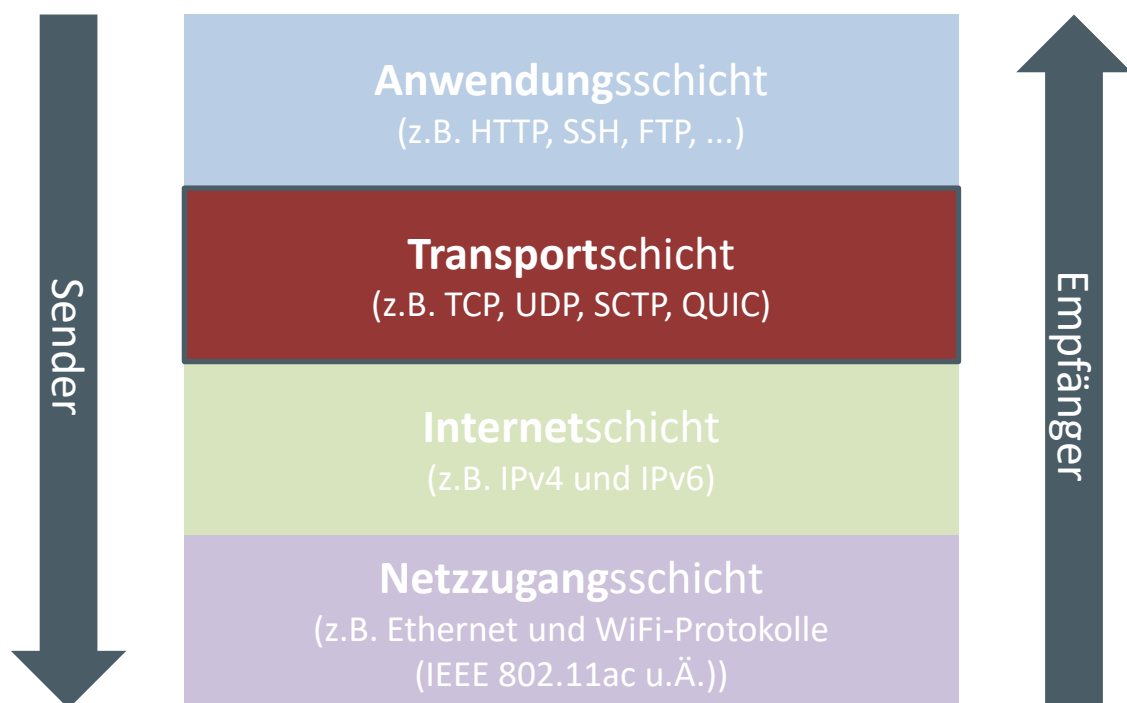 Sender
Anwendungsschicht
(z.B. HTTP, SSH, FTP, ...)
Transportschicht
(z.B. TCP, UDP, SCTP, QUIC)
Internetschicht
(z.B. IPv4 und IPv6)
Netzzugangsschicht
(z.B. Ethernet und WiFi-Protokolle
(IEEE 802.11ac u.Ä.))
Empfänger